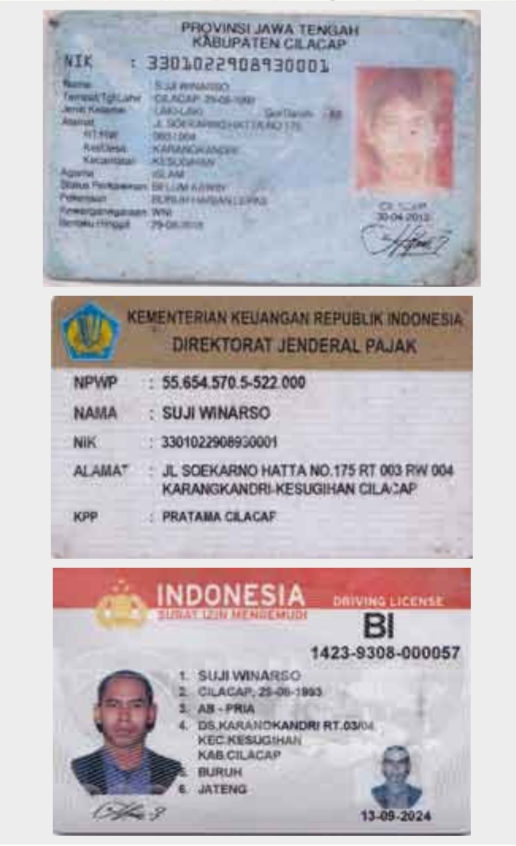 PROVINSI JAWA TENGAH
KABUPATEN CILACAP
NIK : 3301022908930001
Nama : SUJI WINARSO
Tempat/Tgl Lahir : CILACAP, 29-08-1993
Jenis Kelamin : LAKI-LAKI
Alamat : JL SOEKARNO HATTA NO 175
RT/RW : 003/004
Kel/Desa : KARANGKANDRI
Kecamatan : KESUGIHAN
Agama : ISLAM
Status Perkawinan: BELUM KAWIN
Pekerjaan : BURUH HARIAN LEPAS
Kewarganegaraan: WNI
Berlaku Hingga : 29-08-
CILACAP
30-04-2013
KEMENTERIAN KEUANGAN REPUBLIK INDONESIA
DIREKTORAT JENDERAL PAJAK
NPWP : 55.654.570.5-522.000
NAMA : SUJI WINARSO
NIK : 3301022908930001
ALAMAT : JL SOEKARNO HATTA NO.175 RT 003 RW 004
KARANGKANDRI-KESUGIHAN CILACAP
KPP : PRATAMA CILACAP
INDONESIA
SURAT IZIN MENGEMUDI
DRIVING LICENSE
BI
1423-9308-000057
1. SUJI WINARSO
2. CILACAP, 29-08-1993
3. AB - PRIA
4. DS.KARANGKANDRI RT.03/04
KEC.KESUGIHAN
KAB.CILACAP
5. BURUH
6. JATENG
13-09-2024